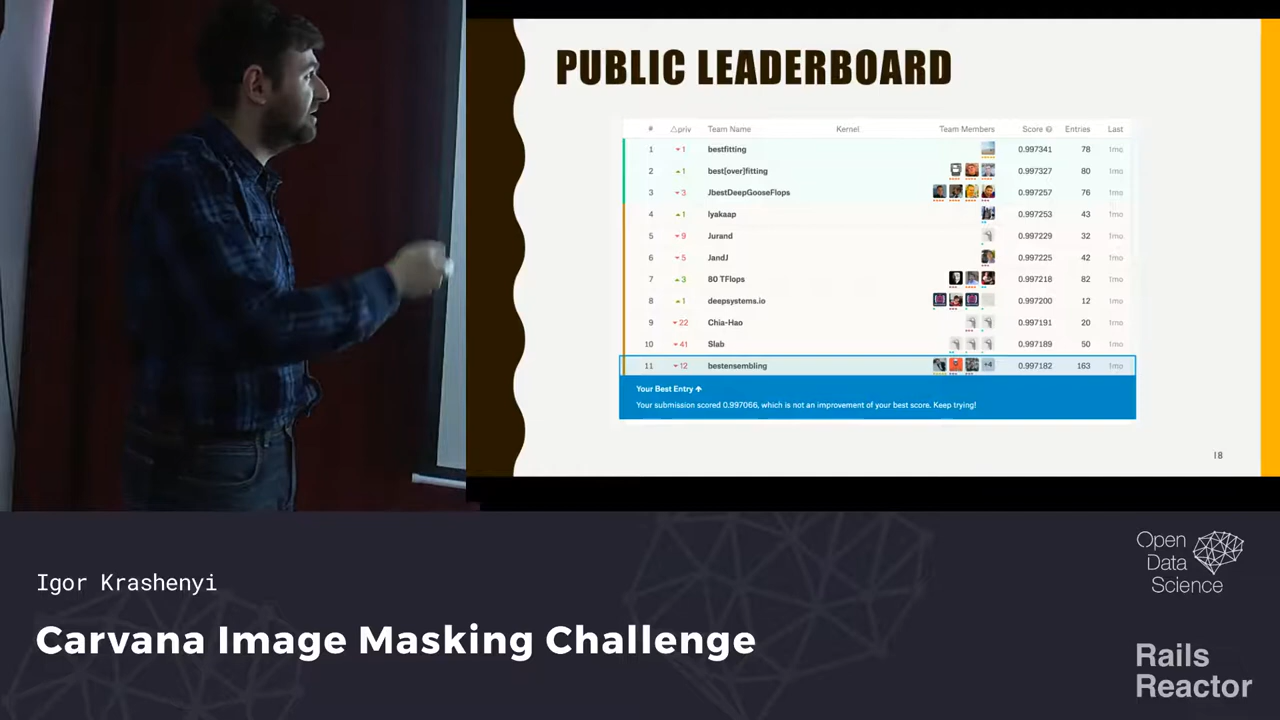 PUBLIC LEADERBOARD
# △priv Team Name Kernel Team Members Score Entries Last
1 ▼1 bestfitting 0.997341 78 1mo
2 ▲1 best[over]fitting 0.997327 80 1mo
3 ▼3 JbestDeepGooseFlops 0.997257 76 1mo
4 ▲1 lyakaap 0.997253 43 1mo
5 ▼9 Jurand 0.997229 32 1mo
6 ▼5 JandJ 0.997225 42 1mo
7 ▲3 80 TFlops 0.997218 82 1mo
8 ▲1 deepsystems.io 0.997200 12 1mo
9 ▼22 Chia-Hao 0.997191 20 1mo
10 ▼41 Slab 0.997189 50 1mo
11 ▼12 bestensembling +4 0.997182 163 1mo
Your Best Entry ↑
Your submission scored 0.997066, which is not an improvement of your best score. Keep trying!
18
Igor Krashenyi
Carvana Image Masking Challenge
Open
Data
Science
Rails
Reactor